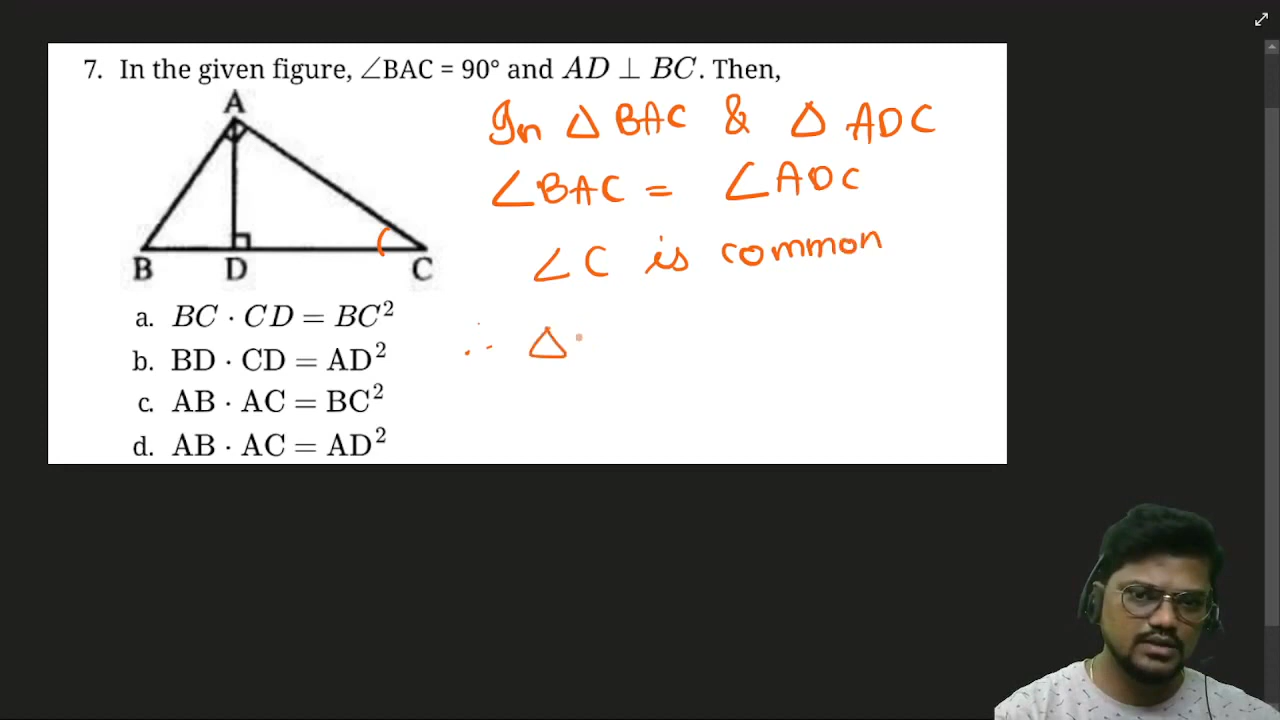 7. In the given figure, ∠BAC = 90° and AD ⊥ BC. Then,
A
B D C
In △ BAC & △ ADC
∠BAC = ∠ADC
∠C is common
∴ △
a. BC · CD = BC²
b. BD · CD = AD²
c. AB · AC = BC²
d. AB · AC = AD²